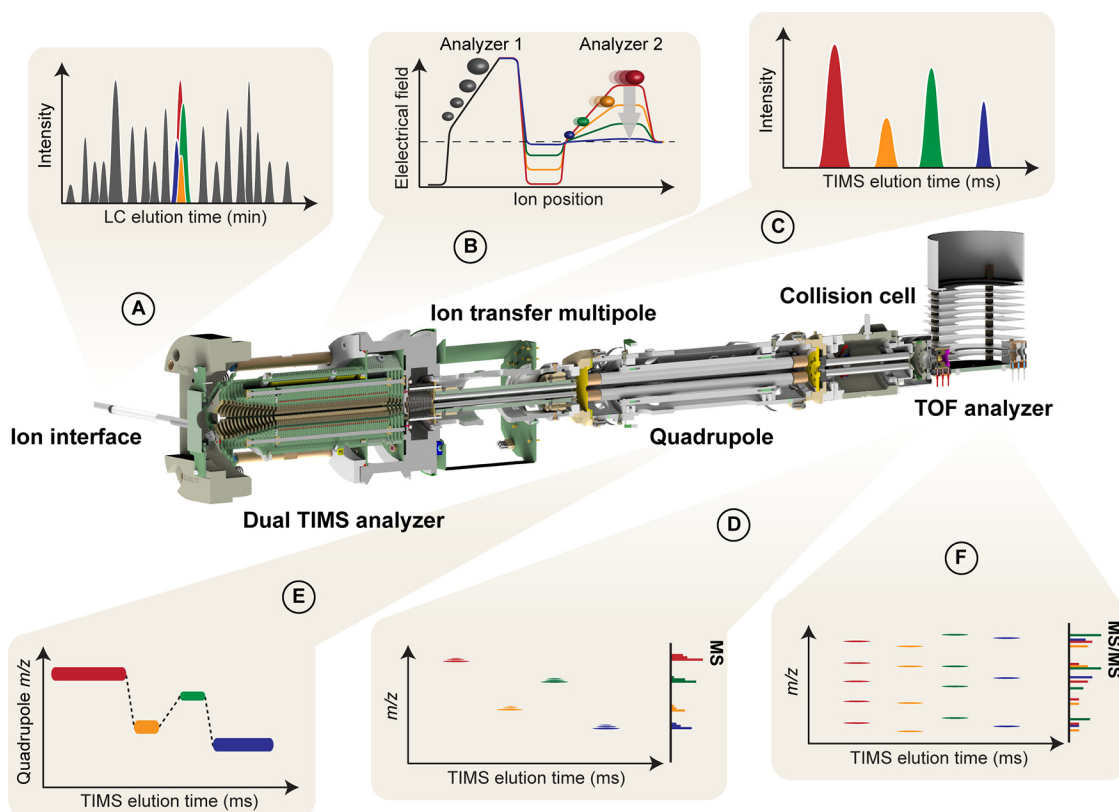 Intensity
LC elution time (min)
A
Analyzer 1
Analyzer 2
Elelectrical field
Ion position
B
Intensity
TIMS elution time (ms)
C
Ion interface
Dual TIMS analyzer
Ion transfer multipole
Quadrupole
Collision cell
TOF analyzer
E
Quadrupole m/z
TIMS elution time (ms)
D
m/z
MS
TIMS elution time (ms)
F
m/z
MS/MS
TIMS elution time (ms)